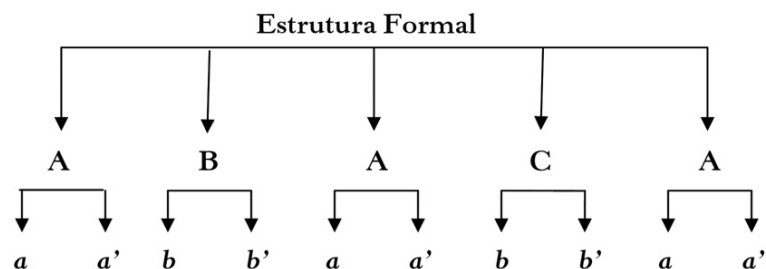 Estrutura Formal
A B A C A
a a’ b b’ a a’ b b’ a a’